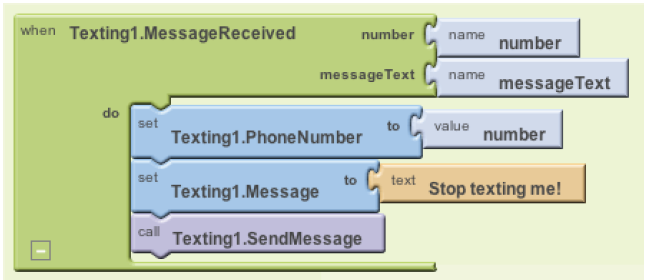 when Texting1.MessageReceived number name number
messageText name messageText
do
set Texting1.PhoneNumber to value number
set Texting1.Message to text Stop texting me!
call Texting1.SendMessage